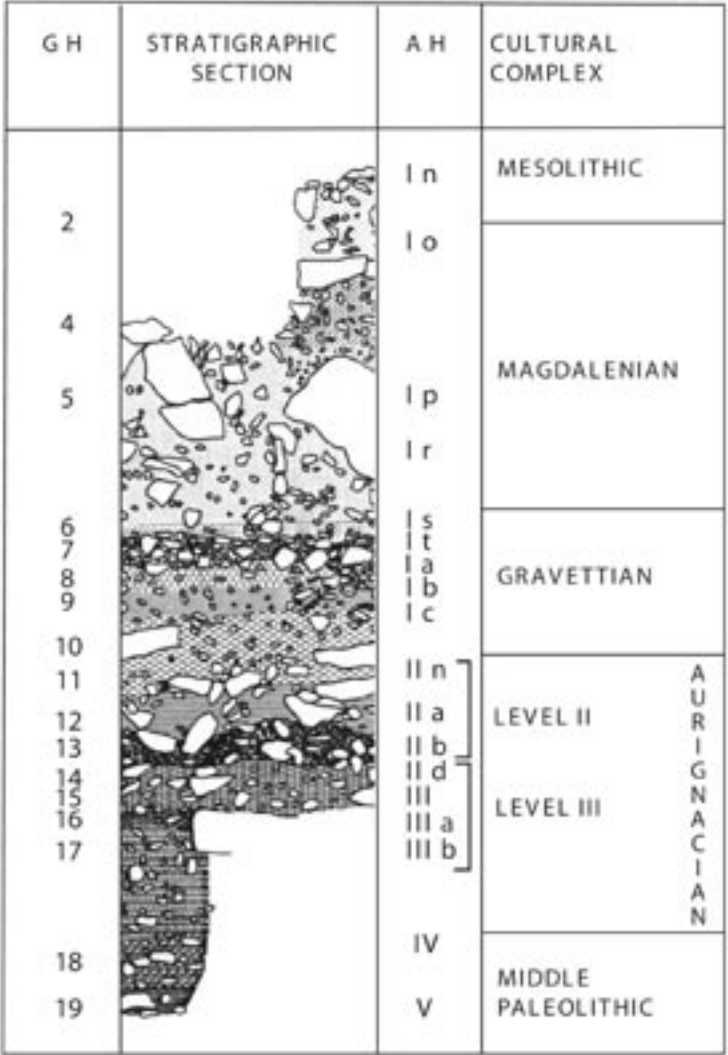 G H
STRATIGRAPHIC
SECTION
A H
CULTURAL
COMPLEX
2
4
5
6
7
8
9
10
11
12
13
14
15
16
17
18
19
I n
I o
I p
I r
I s
I t
I a
I b
I c
II n
II a
II b
II d
III
III a
III b
IV
V
MESOLITHIC
MAGDALENIAN
GRAVETTIAN
LEVEL II
LEVEL III
AURIGNACIAN
MIDDLE
PALEOLITHIC